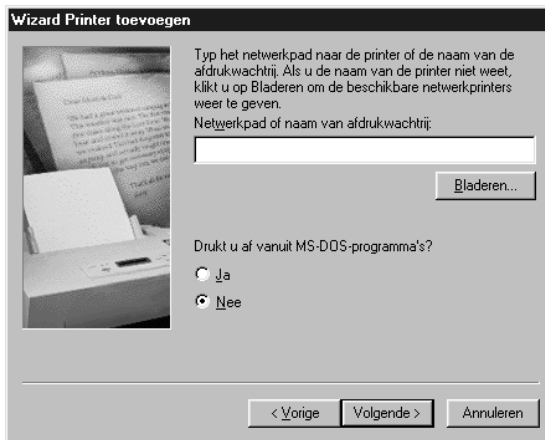 Wizard Printer toevoegen
Typ het netwerkpad naar de printer of de naam van de
afdrukwachtrij. Als u de naam van de printer niet weet,
klikt u op Bladeren om de beschikbare netwerkprinters
weer te geven.
Netwerkpad of naam van afdrukwachtrij:
Bladeren...
Drukt u af vanuit MS-DOS-programma's?
Ja
Nee
< Vorige
Volgende >
Annuleren